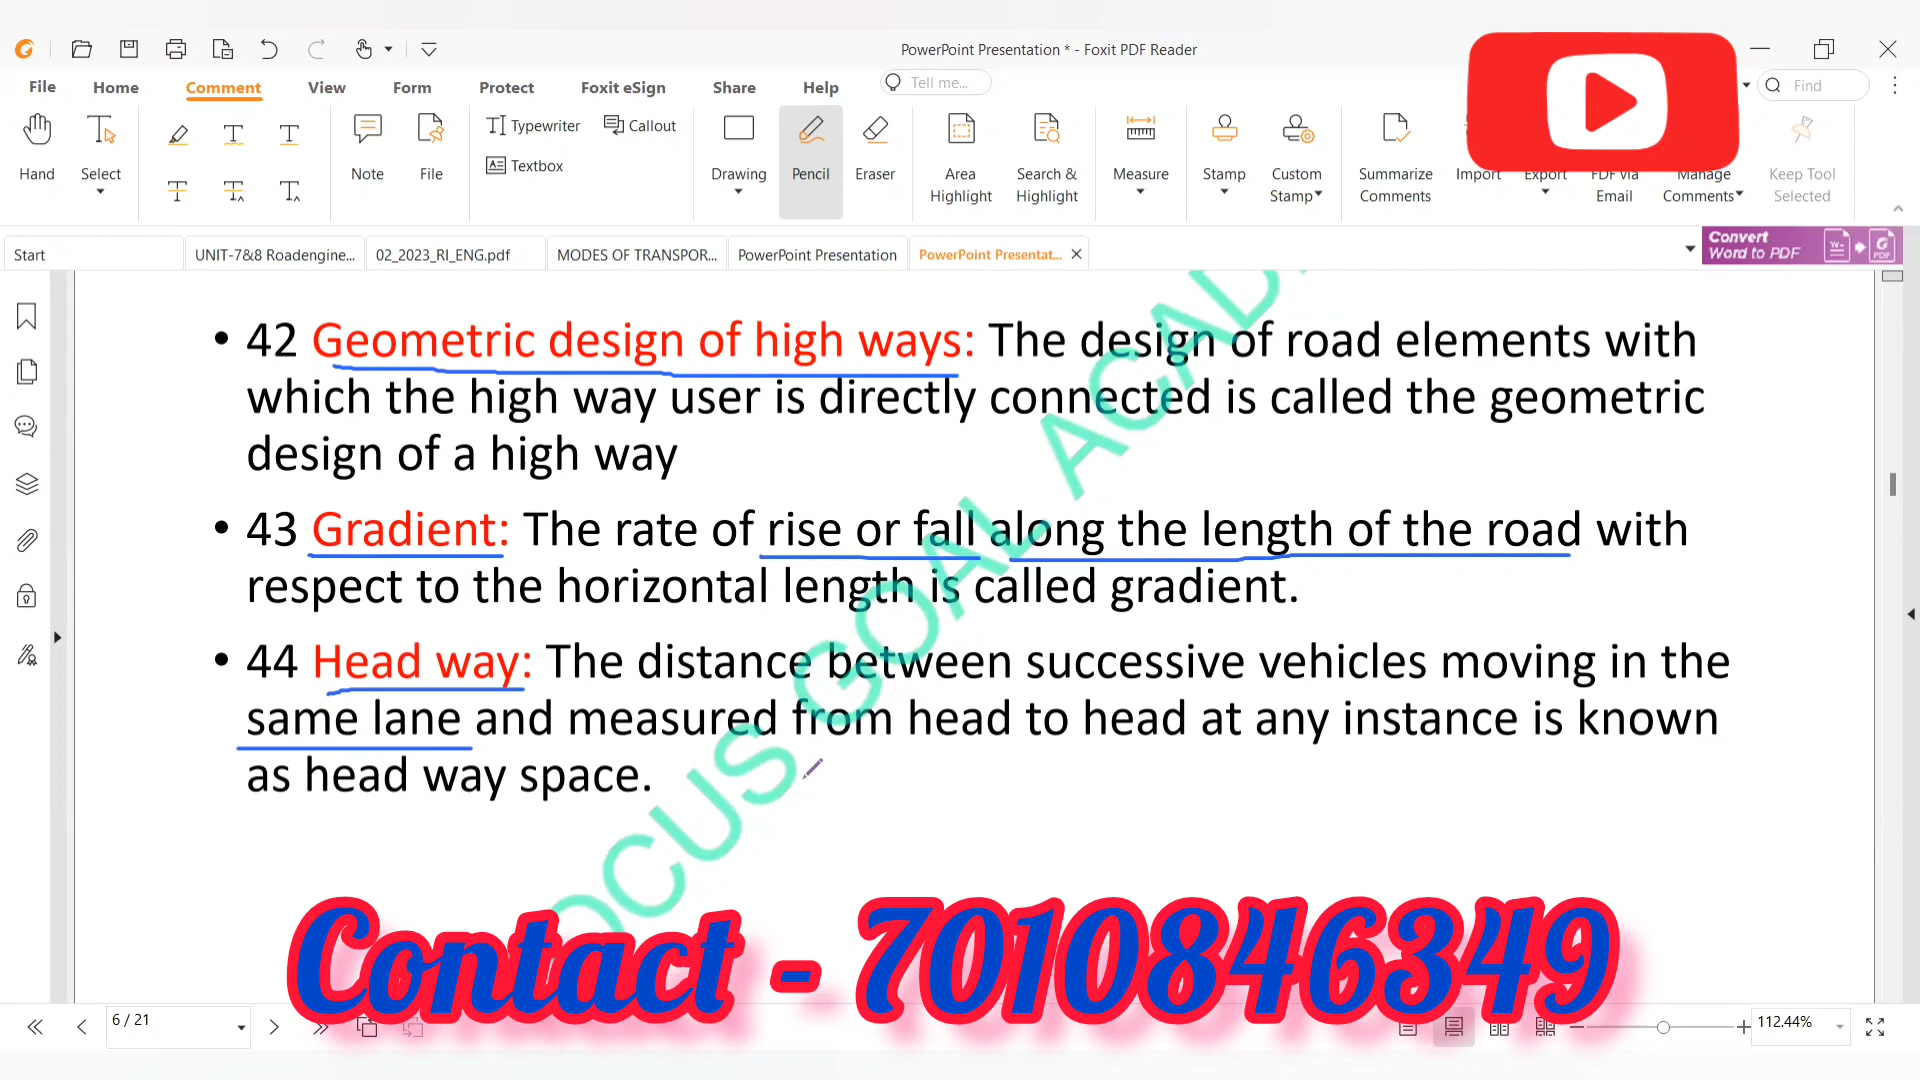 PowerPoint Presentation * - Foxit PDF Reader
File Home Comment View Form Protect Foxit eSign Share Help Tell me... Find
Typewriter Callout
Textbox
Hand Select Note File Drawing Pencil Eraser Area Highlight Search & Highlight Measure Stamp Custom Stamp Summarize Comments Import Export PDF via Email Manage Comments Keep Tool Selected
Start UNIT-7&8 Roadengine... 02_2023_RI_ENG.pdf MODES OF TRANSPOR... PowerPoint Presentation PowerPoint Presentat...
Convert
Word to PDF
• 42 Geometric design of high ways: The design of road elements with
which the high way user is directly connected is called the geometric
design of a high way
• 43 Gradient: The rate of rise or fall along the length of the road with
respect to the horizontal length is called gradient.
• 44 Head way: The distance between successive vehicles moving in the
same lane and measured from head to head at any instance is known
as head way space.
OCUS GOAL ACAD
Contact - 7010846349
6 / 21
112.44%